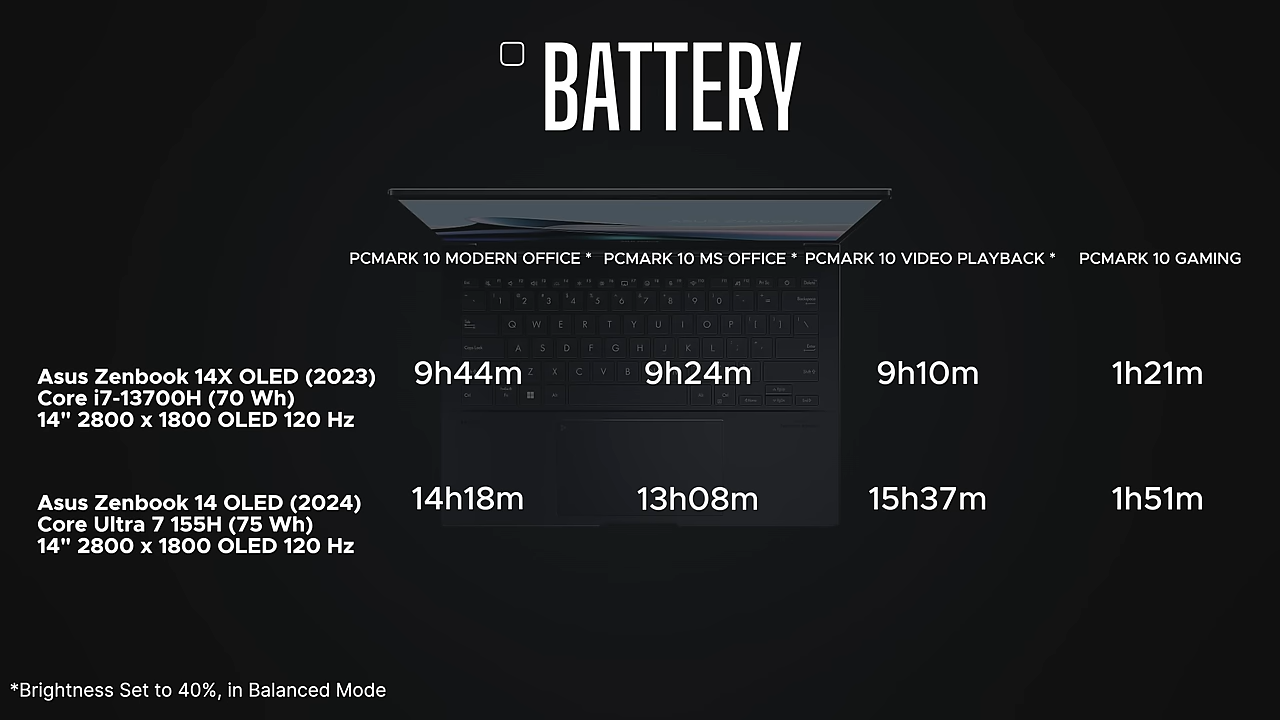 BATTERY
PCMARK 10 MODERN OFFICE * PCMARK 10 MS OFFICE * PCMARK 10 VIDEO PLAYBACK * PCMARK 10 GAMING
Asus Zenbook 14X OLED (2023)
Core i7-13700H (70 Wh)
14" 2800 x 1800 OLED 120 Hz
9h44m 9h24m 9h10m 1h21m
Asus Zenbook 14 OLED (2024)
Core Ultra 7 155H (75 Wh)
14" 2800 x 1800 OLED 120 Hz
14h18m 13h08m 15h37m 1h51m
*Brightness Set to 40%, in Balanced Mode